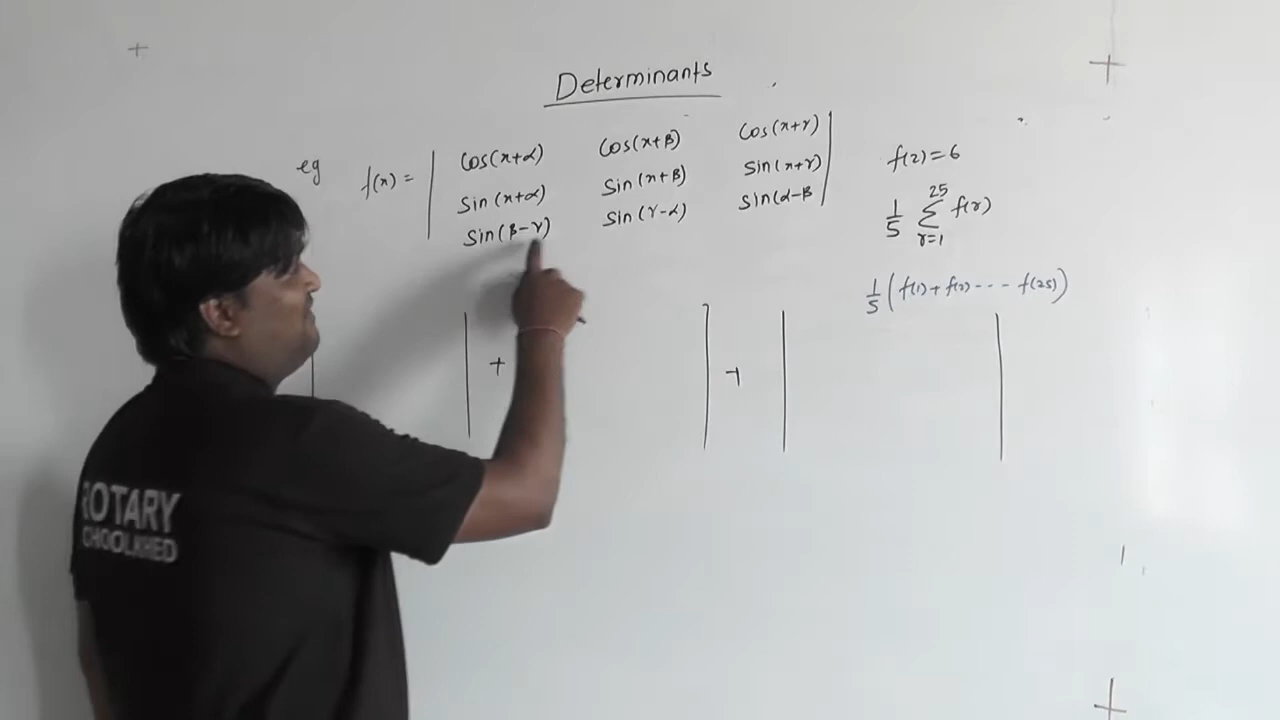 Determinants
eg f(x) = | cos(x+α) cos(x+β) cos(x+γ) |
sin(x+α) sin(x+β) sin(x+γ)
sin(β-γ) sin(γ-α) sin(α-β
f(2)=6
1/5 25 Σ r=1 f(r)
1/5 (f(1)+f(2)--- f(25))
| | + | + | |
ROTARY
CHOOLKHED